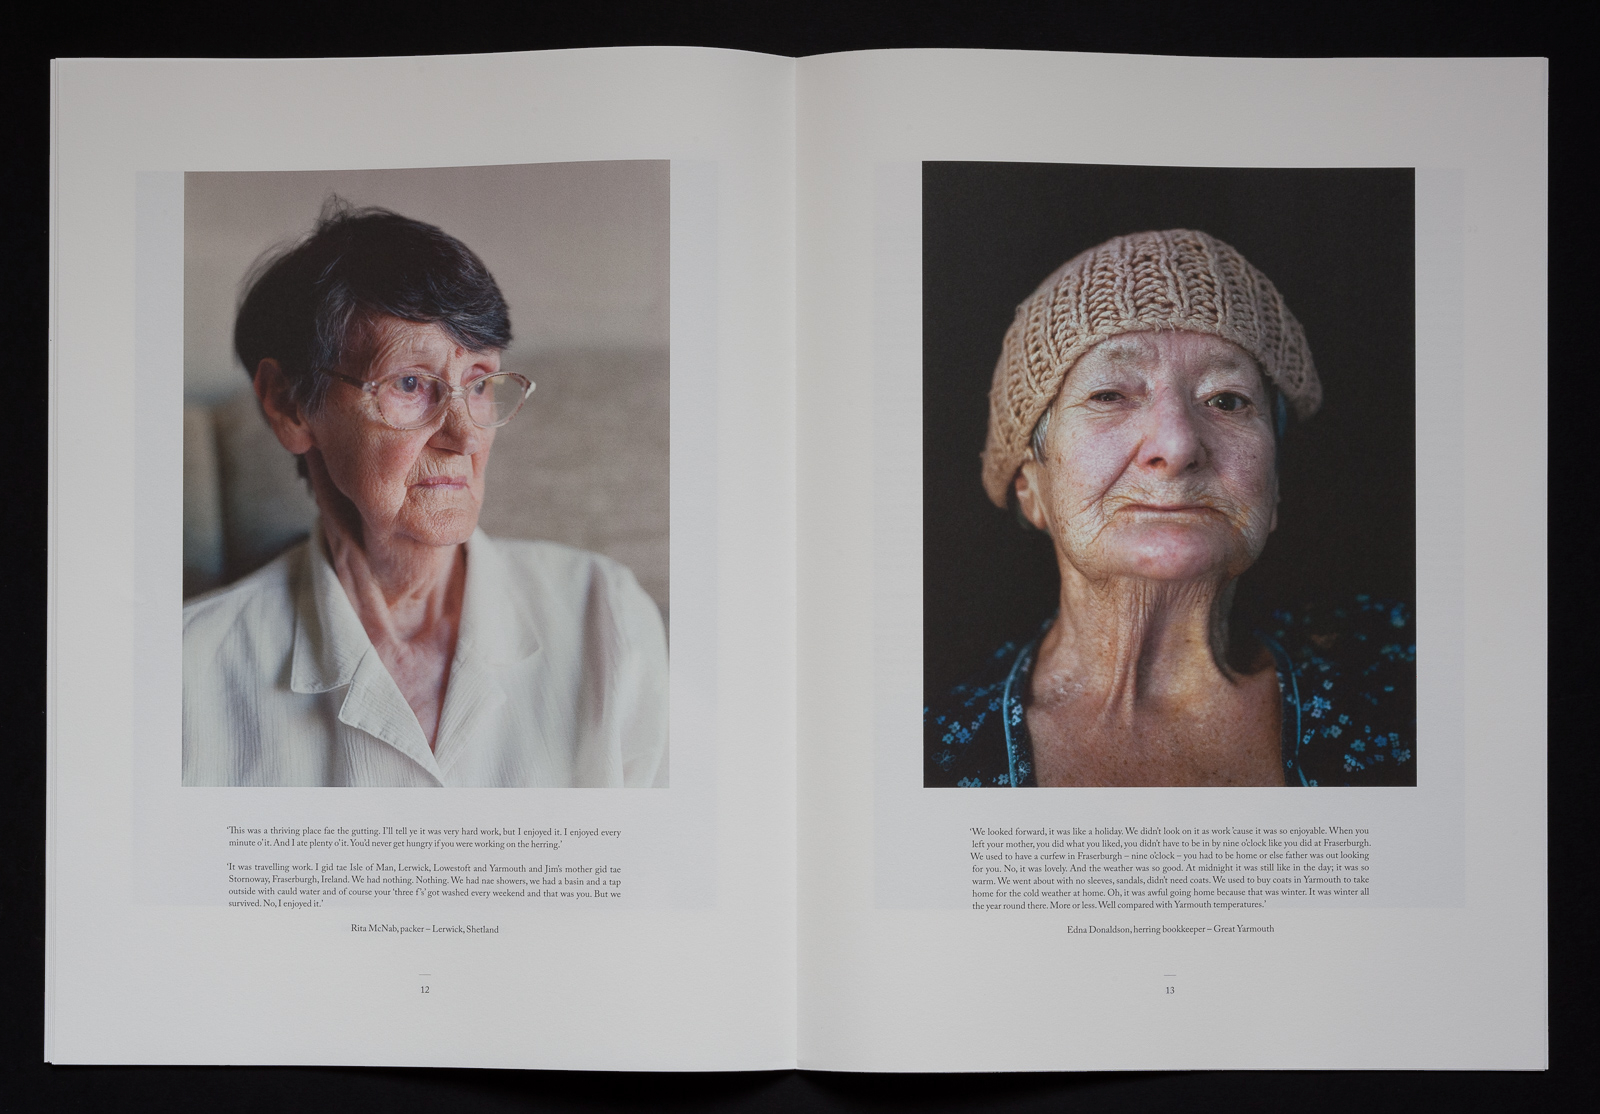 ‘This was a thriving place fae the gutting. I’ll tell ye it was very hard work, but I enjoyed it. I enjoyed every
minute o’it. And I ate plenty o’it. You’d never get hungry if you were working on the herring.’
‘It was travelling work. I gid tae Isle of Man, Lerwick, Lowestoft and Yarmouth and Jim’s mother gid tae
Stornoway, Fraserburgh, Ireland. We had nothing. Nothing. We had nae showers, we had a basin and a tap
outside with cauld water and of course your ‘three f’s’ got washed every weekend and that was you. But we
survived. No, I enjoyed it.’
Rita McNab, packer – Lerwick, Shetland
12
‘We looked forward, it was like a holiday. We didn’t look on it as work ’cause it was so enjoyable. When you
left your mother, you did what you liked, you didn’t have to be in by nine o’clock like you did at Fraserburgh.
We used to have a curfew in Fraserburgh – nine o’clock – you had to be home or else father was out looking
for you. No, it was lovely. And the weather was so good. At midnight it was still like in the day; it was so
warm. We went about with no sleeves, sandals, didn’t need coats. We used to buy coats in Yarmouth to take
home for the cold weather at home. Oh, it was awful going home because that was winter. It was winter all
the year round there. More or less. Well compared with Yarmouth temperatures.’
Edna Donaldson, herring bookkeeper – Great Yarmouth
13